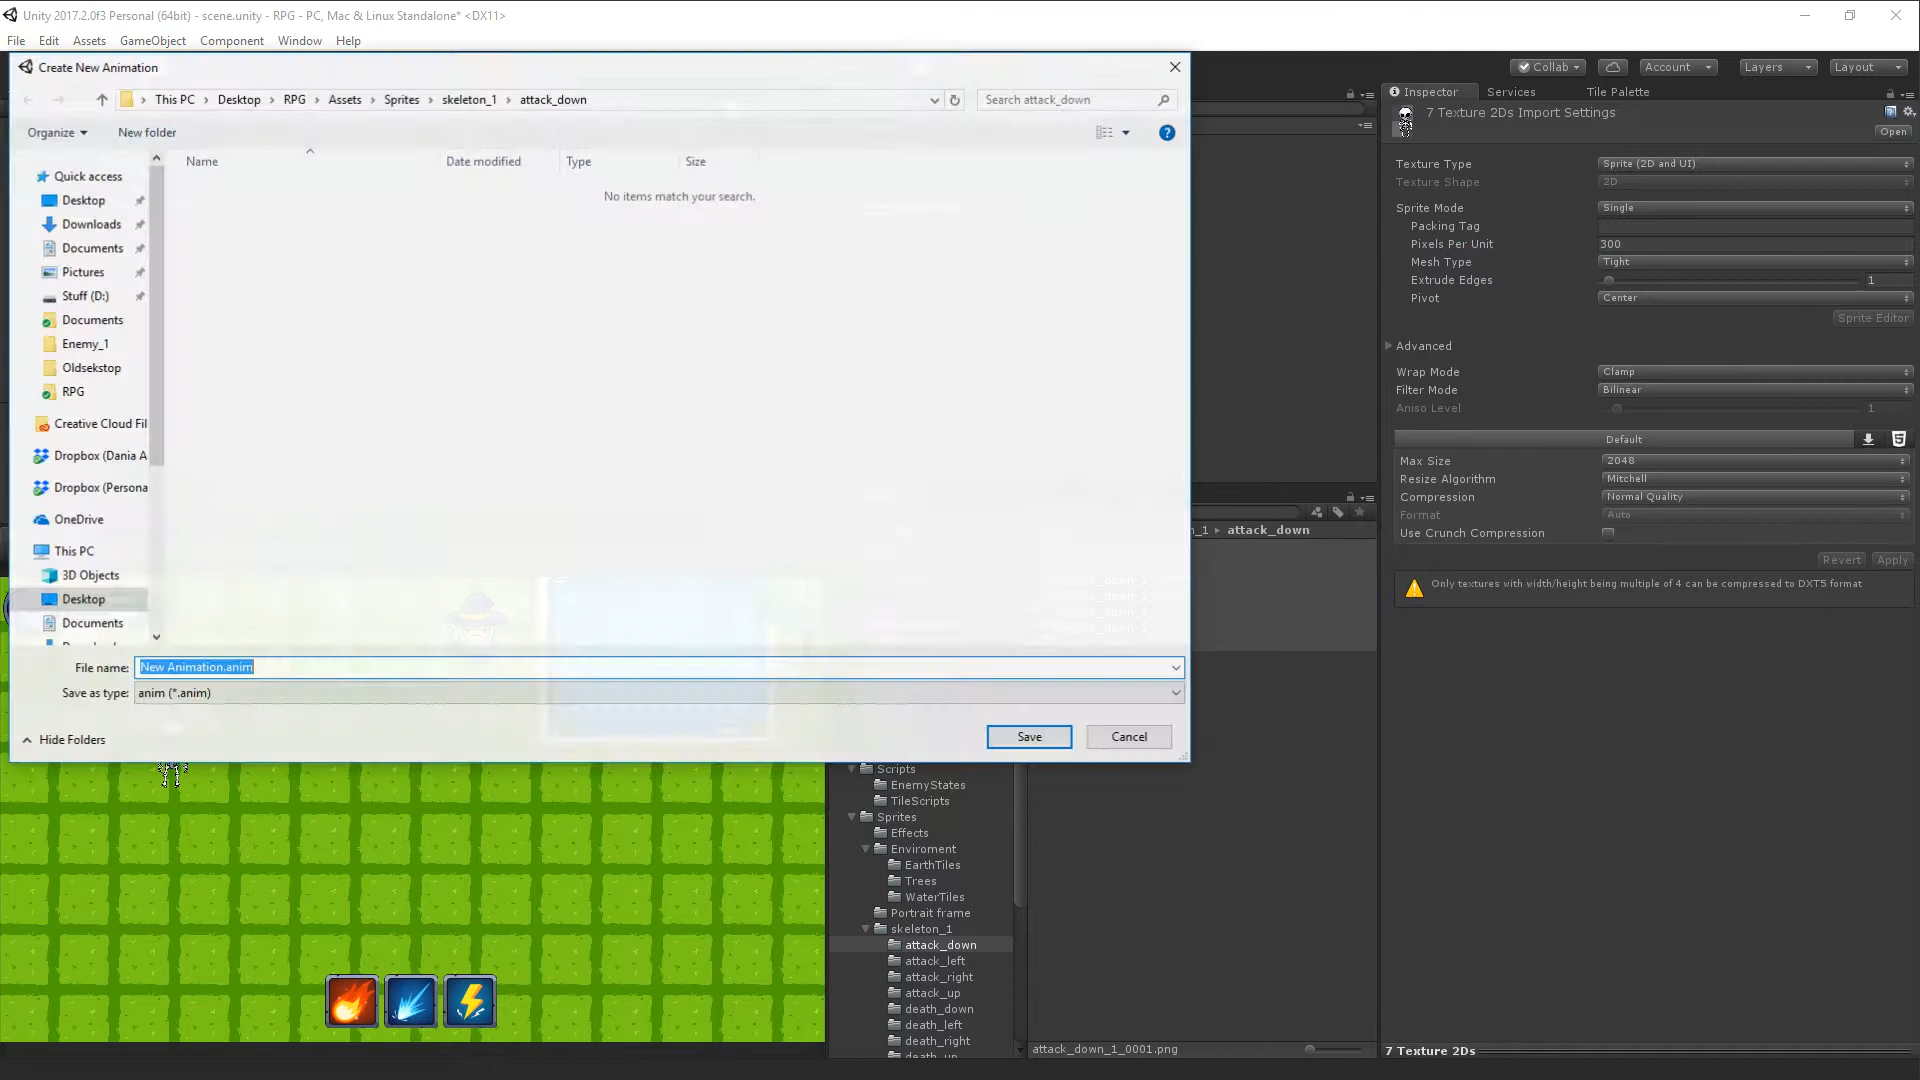 Unity 2017.2.0f3 Personal (64bit) - scene.unity - RPG - PC, Mac & Linux Standalone* <DX11>
File Edit Assets GameObject Component Window Help
Create New Animation
This PC > Desktop > RPG > Assets > Sprites > skeleton_1 > attack_down
Search attack_down
Organize New folder
Name Date modified Type Size
No items match your search.
Quick access
Desktop
Downloads
Documents
Pictures
Stuff (D:)
Documents
Enemy_1
Oldsekstop
RPG
Creative Cloud Fil
Dropbox (Dania A
Dropbox (Persona
OneDrive
This PC
3D Objects
Desktop
Documents
File name: New Animation.anim
Save as type: anim (*.anim)
Hide Folders
Save Cancel
Collab Account Layers Layout
Inspector Services Tile Palette
7 Texture 2Ds Import Settings
Open
Texture Type Sprite (2D and UI)
Texture Shape 2D
Sprite Mode Single
Packing Tag
Pixels Per Unit 300
Mesh Type Tight
Extrude Edges 1
Pivot Center
Sprite Editor
Advanced
Wrap Mode Clamp
Filter Mode Bilinear
Aniso Level 1
Default
Max Size 2048
Resize Algorithm Mitchell
Compression Normal Quality
Format Auto
Use Crunch Compression
Revert Apply
Only textures with width/height being multiple of 4 can be compressed to DXT5 format
_1 attack_down
Scripts
EnemyStates
TileScripts
Sprites
Effects
Enviroment
EarthTiles
Trees
WaterTiles
Portrait frame
skeleton_1
attack_down
attack_left
attack_right
attack_up
death_down
death_left
death_right
death_up
attack_down_1_0001.png
7 Texture 2Ds